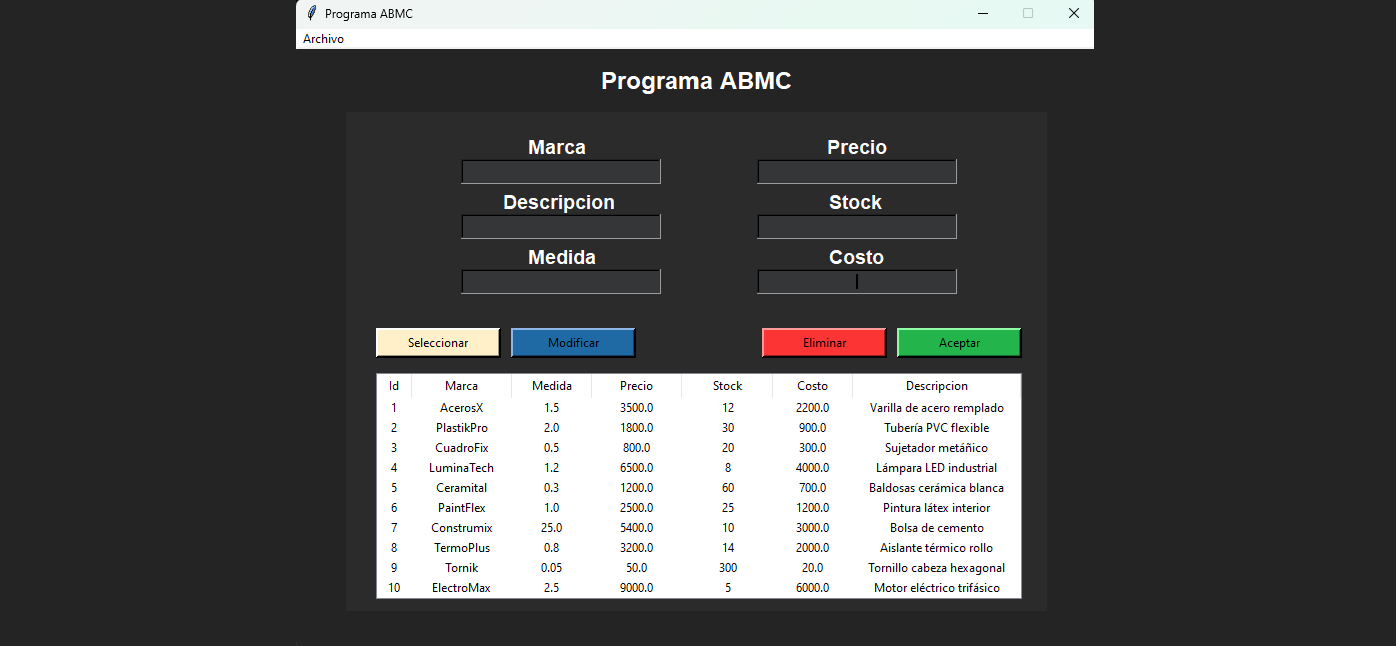 Programa ABMC
Archivo
Programa ABMC
Marca Precio
Descripcion Stock
Medida Costo
Seleccionar Modificar Eliminar Aceptar
Id Marca Medida Precio Stock Costo Descripcion
1 AcerosX 1.5 3500.0 12 2200.0 Varilla de acero remplado
2 PlastikPro 2.0 1800.0 30 900.0 Tubería PVC flexible
3 CuadroFix 0.5 800.0 20 300.0 Sujetador metáñico
4 LuminaTech 1.2 6500.0 8 4000.0 Lámpara LED industrial
5 Ceramital 0.3 1200.0 60 700.0 Baldosas cerámica blanca
6 PaintFlex 1.0 2500.0 25 1200.0 Pintura látex interior
7 Construmix 25.0 5400.0 10 3000.0 Bolsa de cemento
8 TermoPlus 0.8 3200.0 14 2000.0 Aislante térmico rollo
9 Tornik 0.05 50.0 300 20.0 Tornillo cabeza hexagonal
10 ElectroMax 2.5 9000.0 5 6000.0 Motor eléctrico trifásico